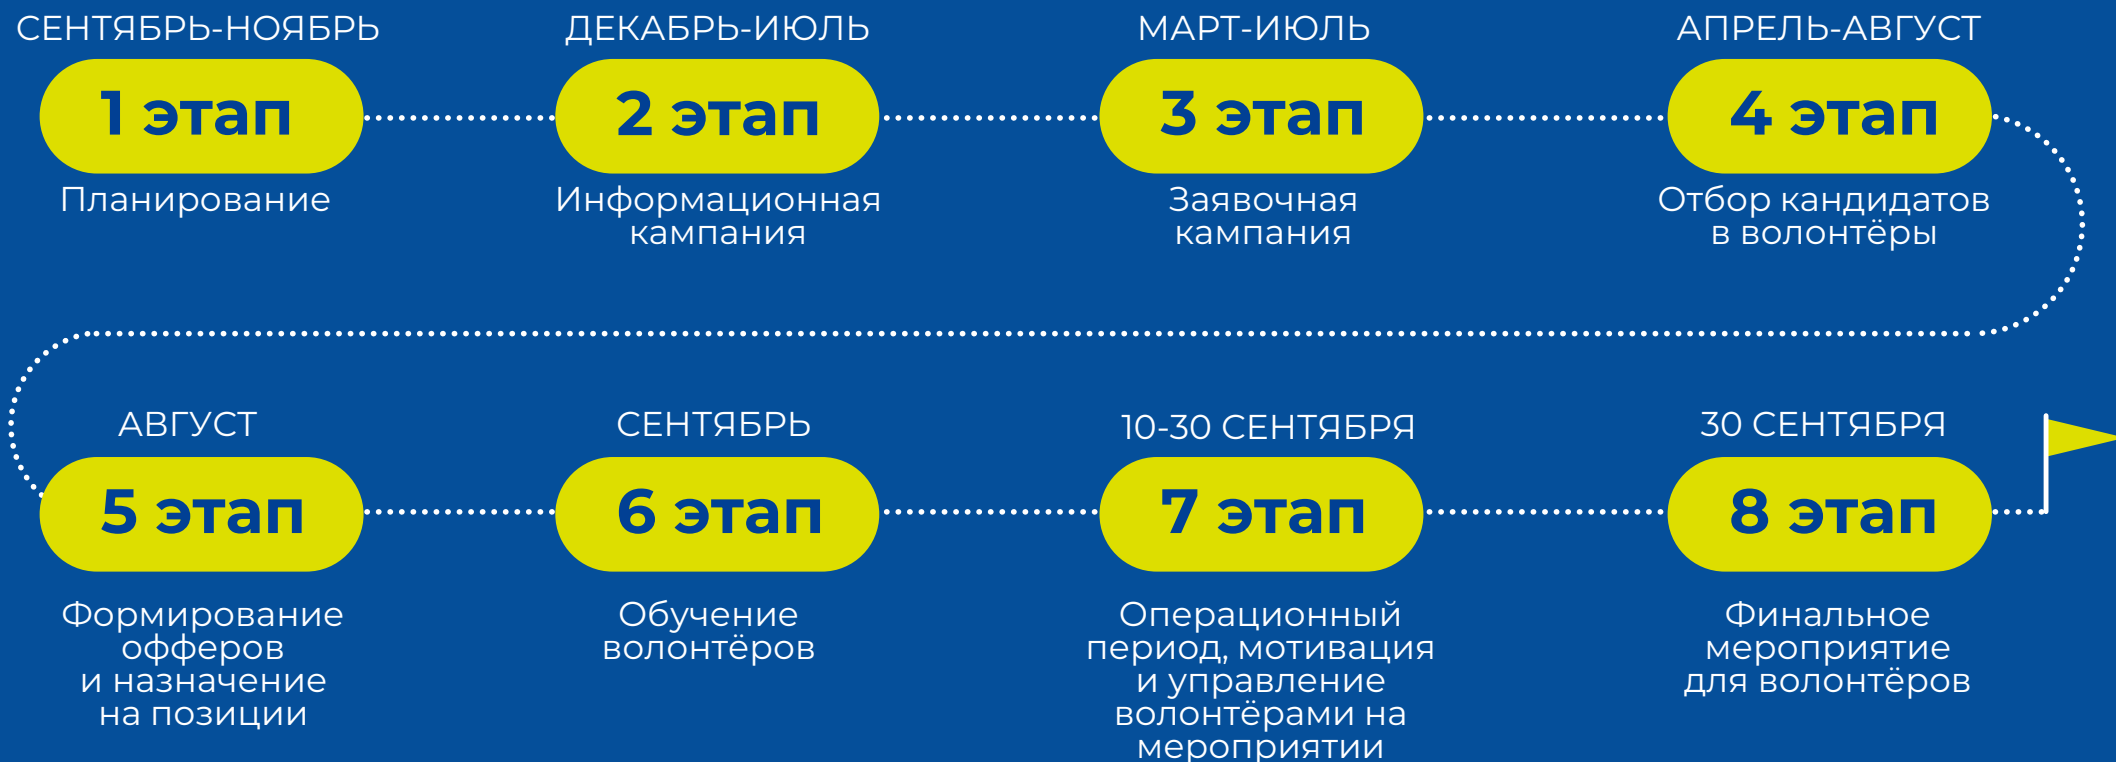 СЕНТЯБРЬ-НОЯБРЬ
1 этап
Планирование
ДЕКАБРЬ-ИЮЛЬ
2 этап
Информационная
кампания
МАРТ-ИЮЛЬ
3 этап
Заявочная
кампания
АПРЕЛЬ-АВГУСТ
4 этап
Отбор кандидатов
в волонтёры
АВГУСТ
5 этап
Формирование
офферов
и назначение
на позиции
СЕНТЯБРЬ
6 этап
Обучение
волонтёров
10-30 СЕНТЯБРЯ
7 этап
Операционный
период, мотивация
и управление
волонтёрами на
мероприятии
30 СЕНТЯБРЯ
8 этап
Финальное
мероприятие
для волонтёров